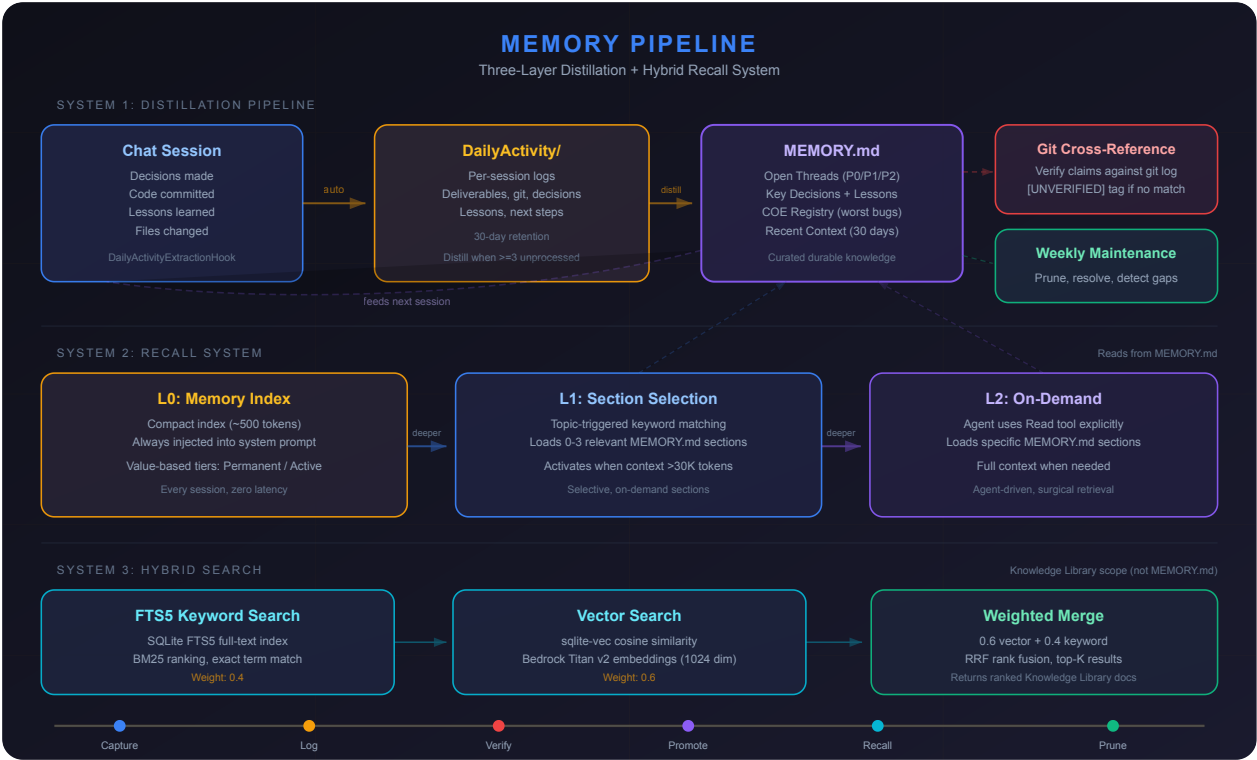 MEMORY PIPELINE
Three-Layer Distillation + Hybrid Recall System
SYSTEM 1: DISTILLATION PIPELINE
Chat Session
Decisions made
Code committed
Lessons learned
Files changed
DailyActivityExtractionHook
auto
DailyActivity/
Per-session logs
Deliverables, git, decisions
Lessons, next steps
30-day retention
Distill when >=3 unprocessed
distill
MEMORY.md
Open Threads (P0/P1/P2)
Key Decisions + Lessons
COE Registry (worst bugs)
Recent Context (30 days)
Curated durable knowledge
Git Cross-Reference
Verify claims against git log
[UNVERIFIED] tag if no match
Weekly Maintenance
Prune, resolve, detect gaps
feeds next session
SYSTEM 2: RECALL SYSTEM
Reads from MEMORY.md
L0: Memory Index
Compact index (~500 tokens)
Always injected into system prompt
Value-based tiers: Permanent / Active
Every session, zero latency
deeper
L1: Section Selection
Topic-triggered keyword matching
Loads 0-3 relevant MEMORY.md sections
Activates when context >30K tokens
Selective, on-demand sections
deeper
L2: On-Demand
Agent uses Read tool explicitly
Loads specific MEMORY.md sections
Full context when needed
Agent-driven, surgical retrieval
SYSTEM 3: HYBRID SEARCH
Knowledge Library scope (not MEMORY.md)
FTS5 Keyword Search
SQLite FTS5 full-text index
BM25 ranking, exact term match
Weight: 0.4
Vector Search
sqlite-vec cosine similarity
Bedrock Titan v2 embeddings (1024 dim)
Weight: 0.6
Weighted Merge
0.6 vector + 0.4 keyword
RRF rank fusion, top-K results
Returns ranked Knowledge Library docs
Capture
Log
Verify
Promote
Recall
Prune